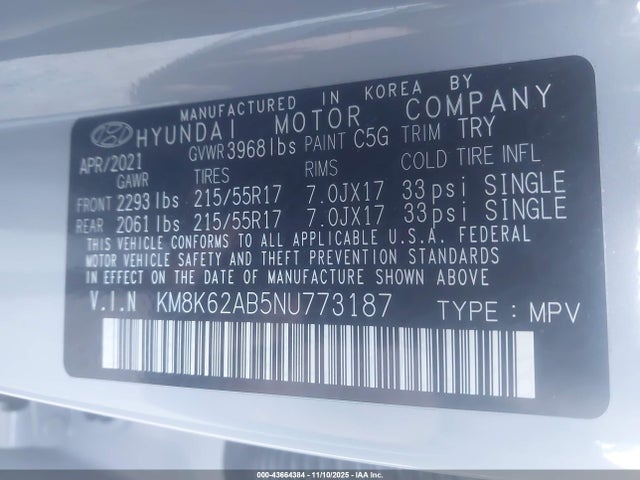 MANUFACTURED IN KOREA BY
HYUNDAI MOTOR COMPANY
APR/2021 GVWR 3968 lbs PAINT C5G TRIM TRY
GAWR TIRES RIMS COLD TIRE INFL
FRONT 2293 lbs 215/55R17 7.0JX17 33 psi SINGLE
REAR 2061 lbs 215/55R17 7.0JX17 33 psi SINGLE
THIS VEHICLE CONFORMS TO ALL APPLICABLE U.S.A. FEDERAL
MOTOR VEHICLE SAFETY AND THEFT PREVENTION STANDARDS
IN EFFECT ON THE DATE OF MANUFACTURE SHOWN ABOVE.
V.I.N KM8K62AB5NU773187 TYPE : MPV
000-43664384 - 11/10/2025 - IAA Inc.